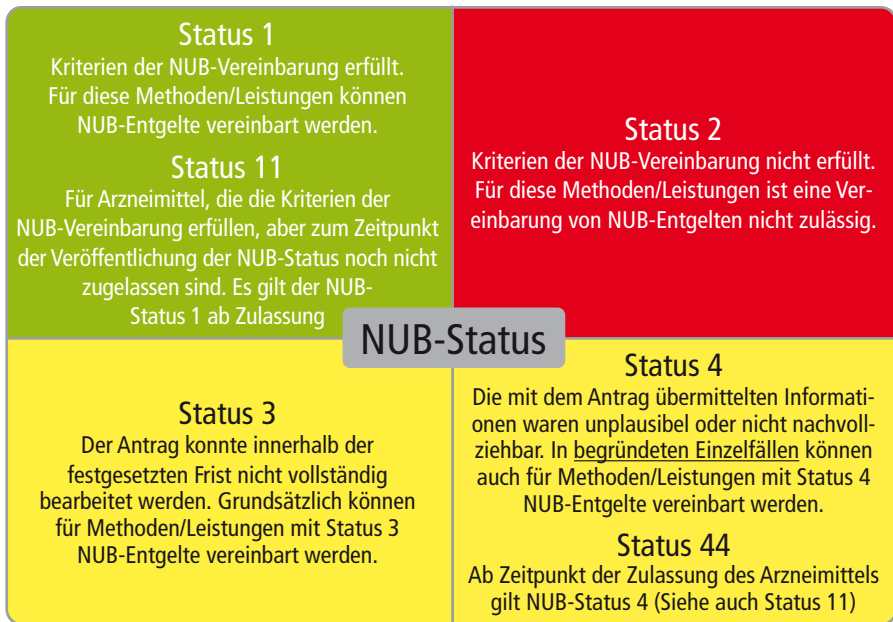 Status 1
Kriterien der NUB-Vereinbarung erfüllt.
Für diese Methoden/Leistungen können
NUB-Entgelte vereinbart werden.
Status 11
Für Arzneimittel, die die Kriterien der
NUB-Vereinbarung erfüllen, aber zum Zeitpunkt
der Veröffentlichung der NUB-Status noch nicht
zugelassen sind. Es gilt der NUB-
Status 1 ab Zulassung
Status 2
Kriterien der NUB-Vereinbarung nicht erfüllt.
Für diese Methoden/Leistungen ist eine Ver-
einbarung von NUB-Entgelten nicht zulässig.
NUB-Status
Status 3
Der Antrag konnte innerhalb der
festgesetzten Frist nicht vollständig
bearbeitet werden. Grundsätzlich können
für Methoden/Leistungen mit Status 3
NUB-Entgelte vereinbart werden.
Status 4
Die mit dem Antrag übermittelten Informati-
onen waren unplausibel oder nicht nachvoll-
ziehbar. In begründeten Einzelfällen können
auch für Methoden/Leistungen mit Status 4
NUB-Entgelte vereinbart werden.
Status 44
Ab Zeitpunkt der Zulassung des Arzneimittels
gilt NUB-Status 4 (Siehe auch Status 11)